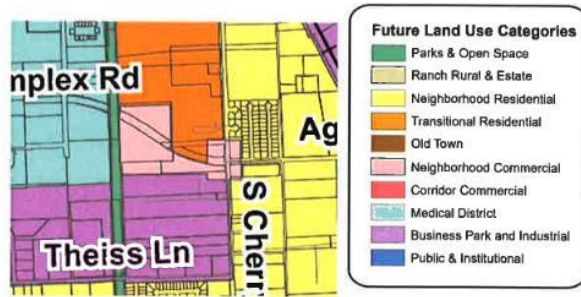 mplex Rd
Ag
S Cherr
Theiss Ln
Future Land Use Categories
Parks & Open Space
Ranch Rural & Estate
Neighborhood Residential
Transitional Residential
Old Town
Neighborhood Commercial
Corridor Commercial
Medical District
Business Park and Industrial
Public & Institutional